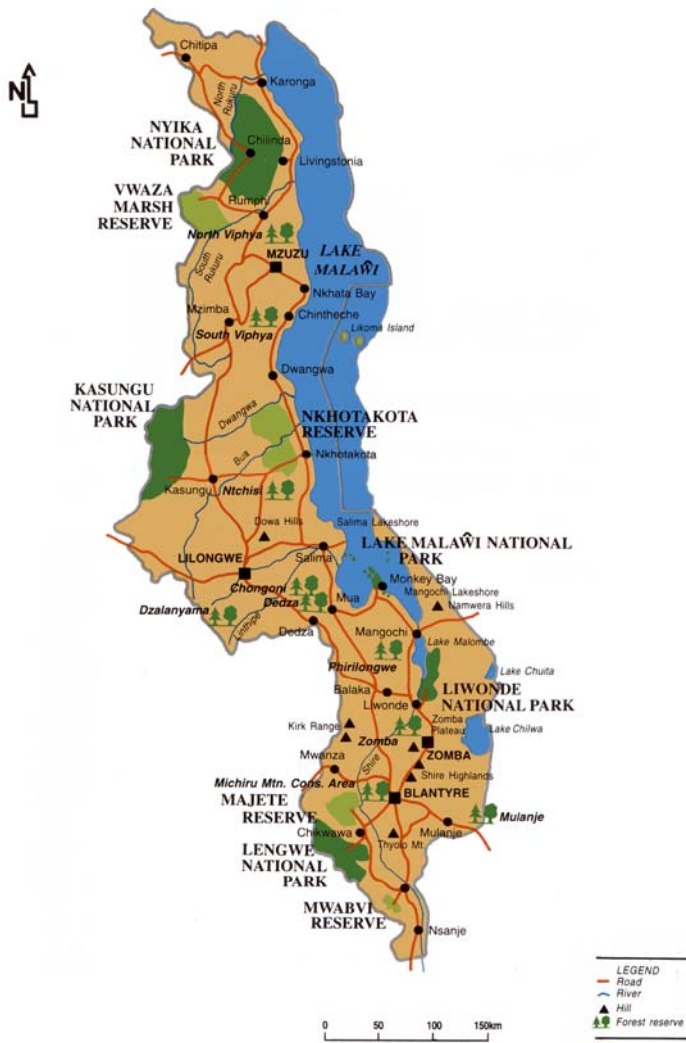 Chitipa
Karonga
N
North
Rukuru
NYIKA
NATIONAL
PARK
Chilinda
Livingstonia
VWAZA
MARSH
RESERVE
Rumphi
North Viphya
LAKE
MALAŴI
MZUZU
South
Rukuru
Nkhata Bay
Mzimba
Chintheche
South Viphya
Likoma Island
Dwangwa
KASUNGU
NATIONAL
PARK
Dwangwa
NKHOTAKOTA
RESERVE
Bua
Nkhotakota
Kasungu
Ntchisi
Dowa Hills
Salima Lakeshore
LAKE MALAŴI NATIONAL
PARK
LILONGWE
Salima
Chongoni
Monkey Bay
Mangochi Lakeshore
Dedza
Mua
Namwera Hills
Dzalanyama
Linthipe
Dedza
Mangochi
Lake Malombe
Phirilongwe
Lake Chuita
Balaka
LIWONDE
NATIONAL PARK
Liwonde
Zomba
Plateau
Kirk Range
Lake Chilwa
Zomba
ZOMBA
Mwanza
Shire
Shire Highlands
Michiru Mtn. Cons. Area
BLANTYRE
MAJETE
RESERVE
Mulanje
Chikwawa
Mulanje
Thyolo Mt.
LENGWE
NATIONAL
PARK
MWABVI
RESERVE
Nsanje
LEGEND
Road
River
Hill
Forest reserve
0 50 100 150km